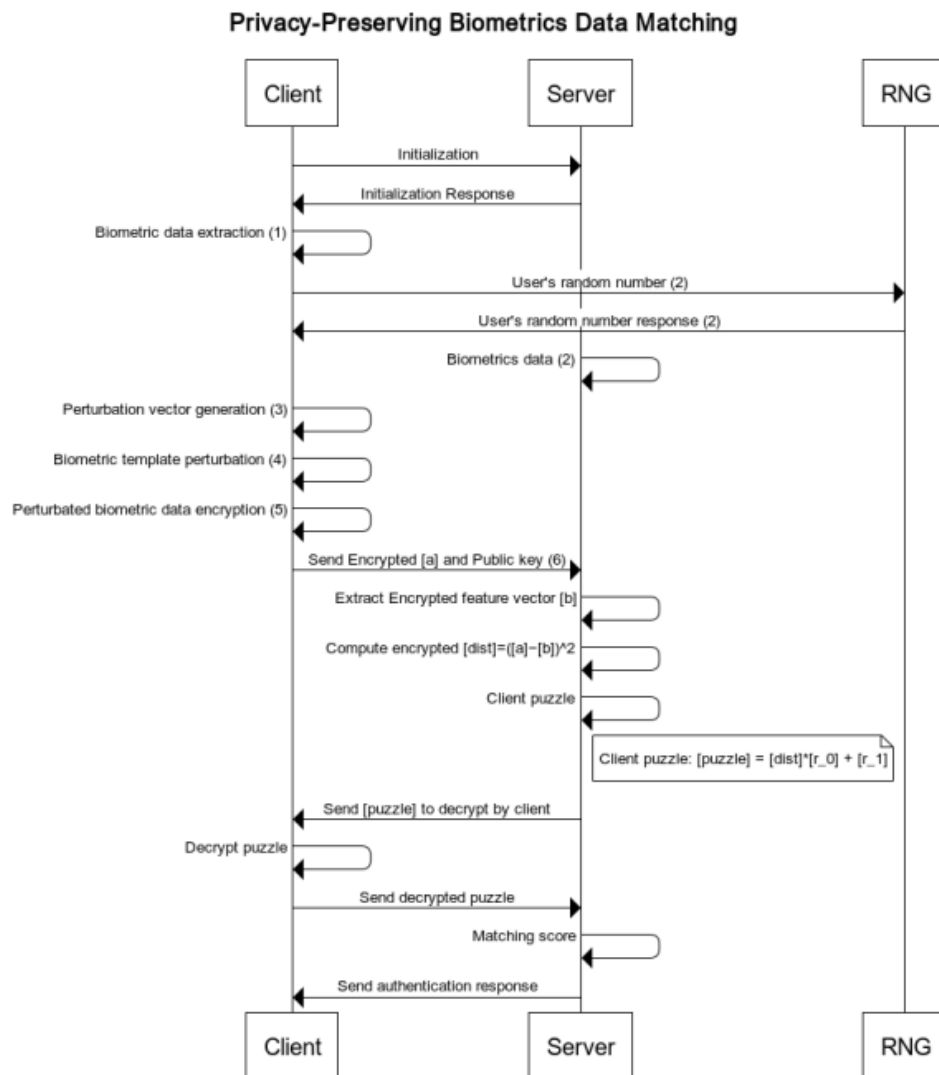 Privacy-Preserving Biometrics Data Matching
Client
Server
RNG
Initialization
Initialization Response
Biometric data extraction (1)
User's random number (2)
User's random number response (2)
Biometrics data (2)
Perturbation vector generation (3)
Biometric template perturbation (4)
Perturbated biometric data encryption (5)
Send Encrypted [a] and Public key (6)
Extract Encrypted feature vector [b]
Compute encrypted [dist]=([a]−[b])^2
Client puzzle
Client puzzle: [puzzle] = [dist]*[r_0] + [r_1]
Send [puzzle] to decrypt by client
Decrypt puzzle
Send decrypted puzzle
Matching score
Send authentication response
Client
Server
RNG